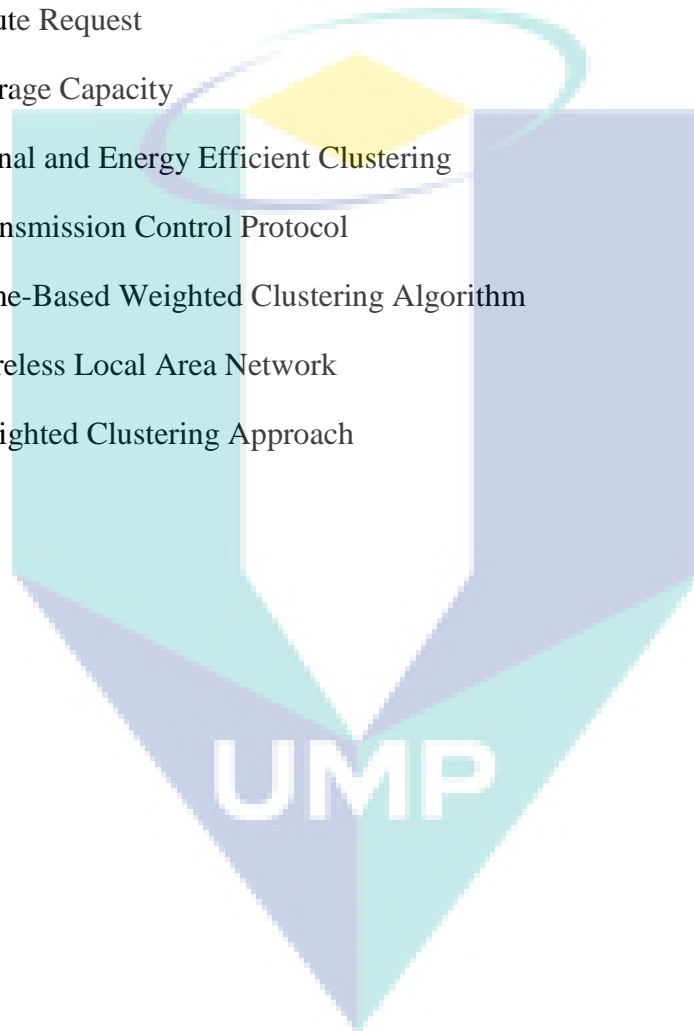 ute Request
rage Capacity
nal and Energy Efficient Clustering
nsmission Control Protocol
ne-Based Weighted Clustering Algorithm
reless Local Area Network
ighted Clustering Approach
UMP